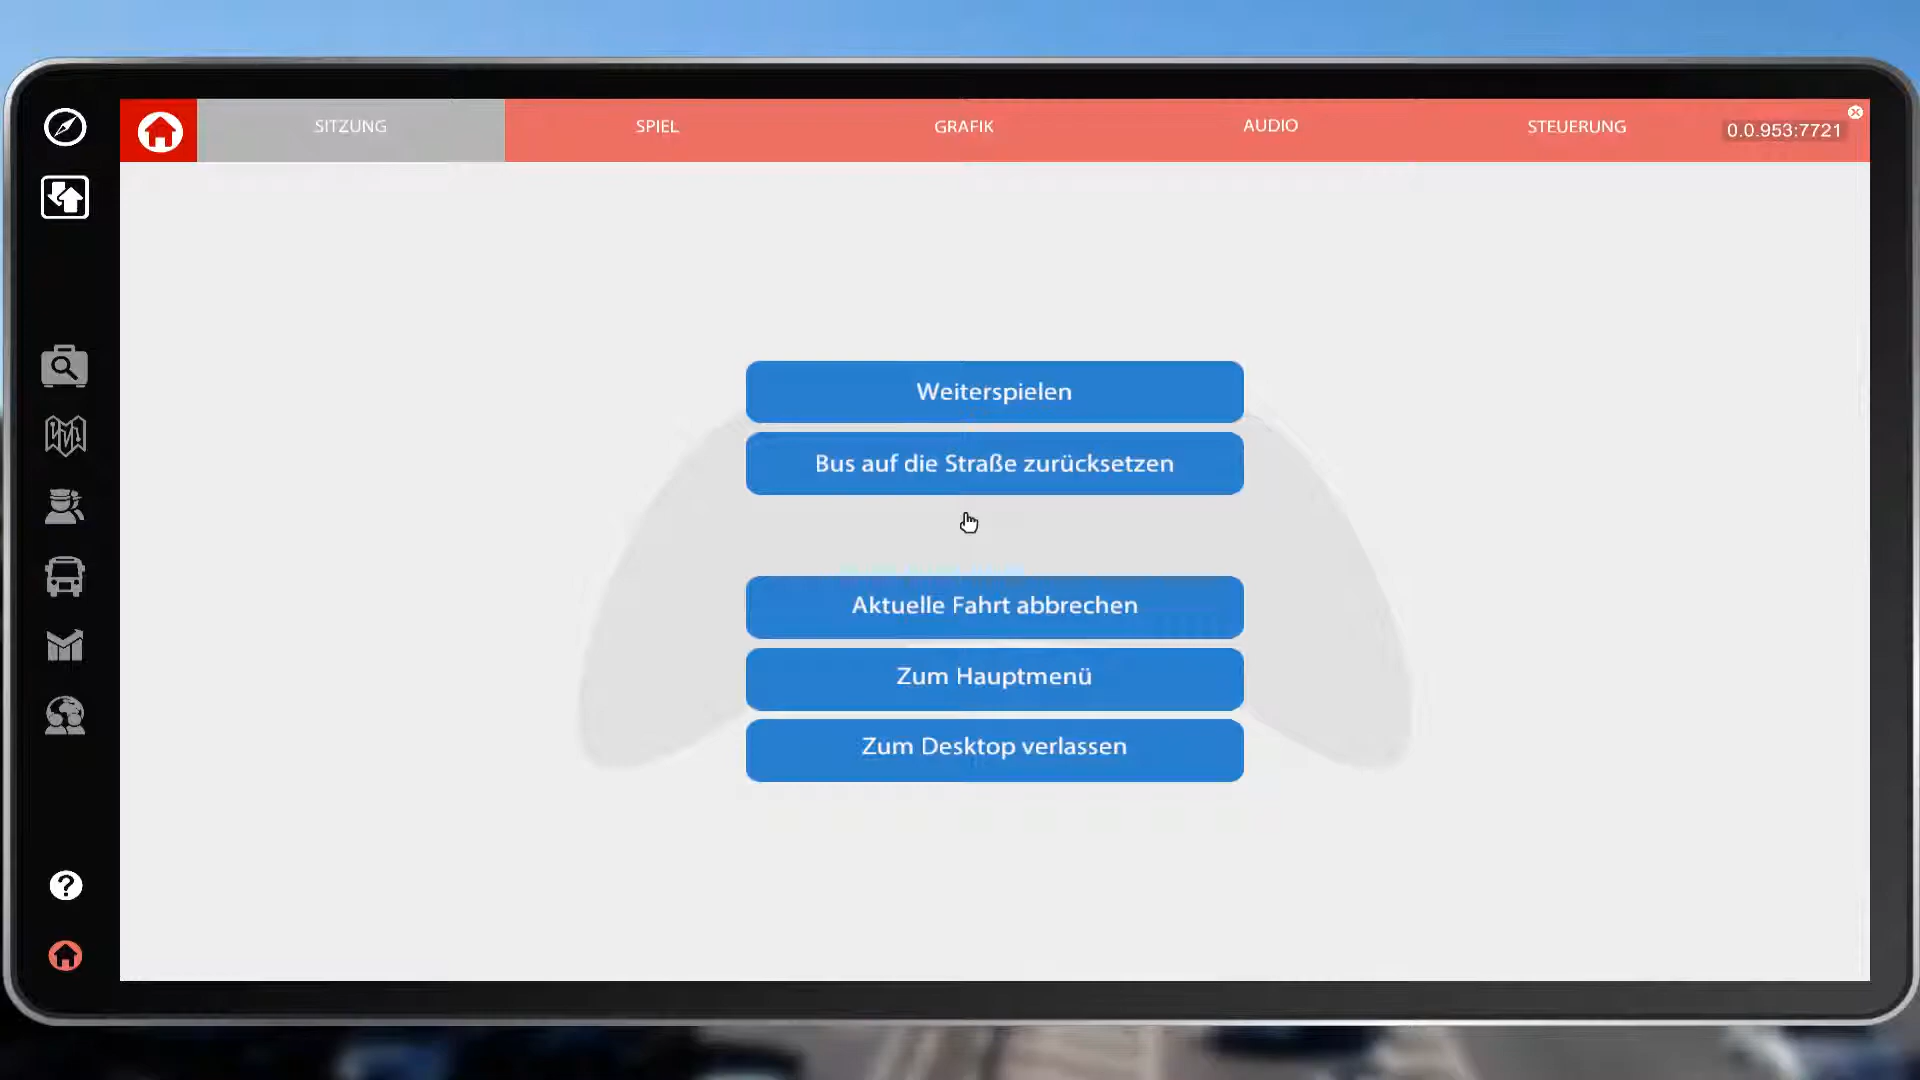 SITZUNG
SPIEL
GRAFIK
AUDIO
STEUERUNG
0.0.953:7721
Weiterspielen
Bus auf die Straße zurücksetzen
Aktuelle Fahrt abbrechen
Zum Hauptmenü
Zum Desktop verlassen